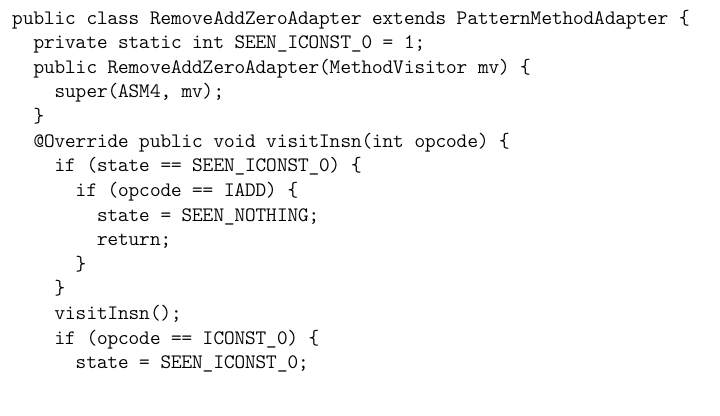 public class RemoveAddZeroAdapter extends PatternMethodAdapter {
private static int SEEN_ICONST_0 = 1;
public RemoveAddZeroAdapter(MethodVisitor mv) {
super(ASM4, mv);
}
@Override public void visitInsn(int opcode) {
if (state == SEEN_ICONST_0) {
if (opcode == IADD) {
state = SEEN_NOTHING;
return;
}
}
visitInsn();
if (opcode == ICONST_0) {
state = SEEN_ICONST_0;